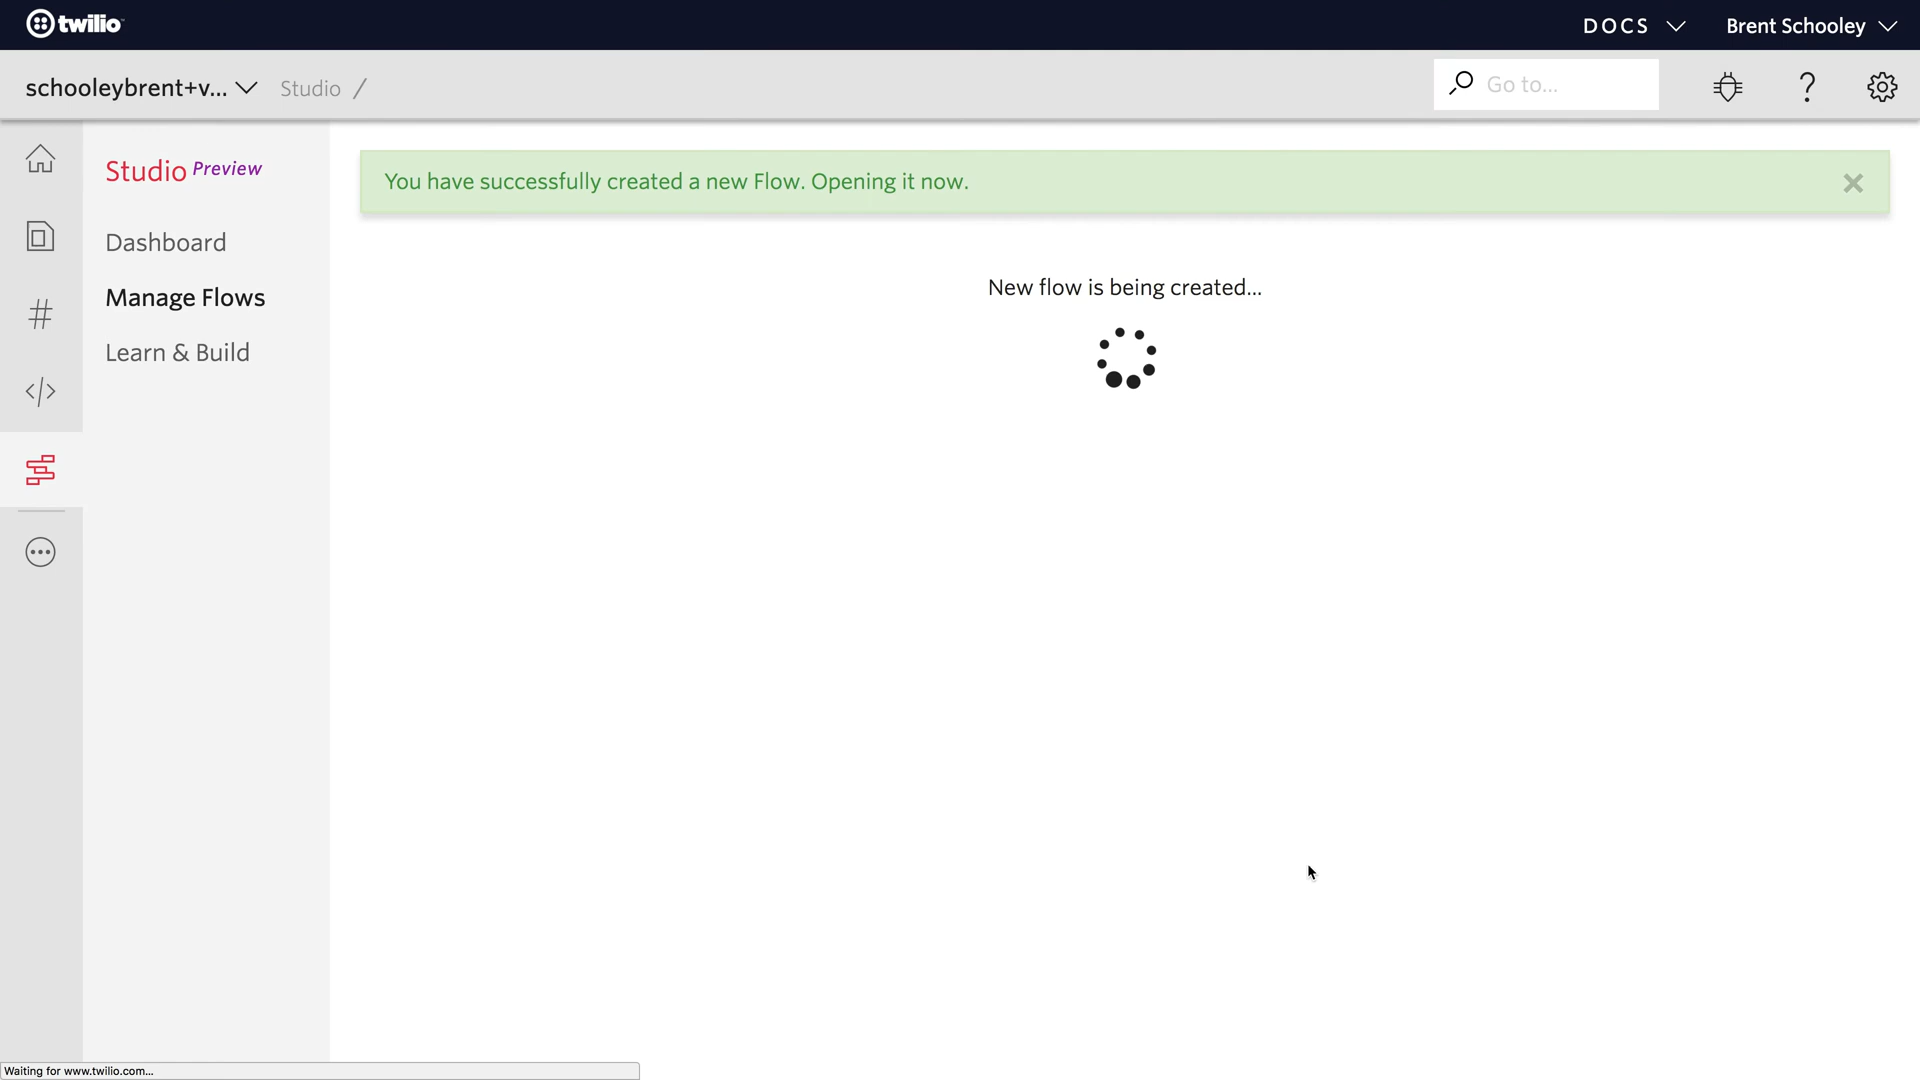 twilio
DOCS
Brent Schooley
schooleybrent+v...
Studio /
Go to...
Studio Preview
Dashboard
Manage Flows
Learn & Build
You have successfully created a new Flow. Opening it now.
New flow is being created...
Waiting for www.twilio.com...